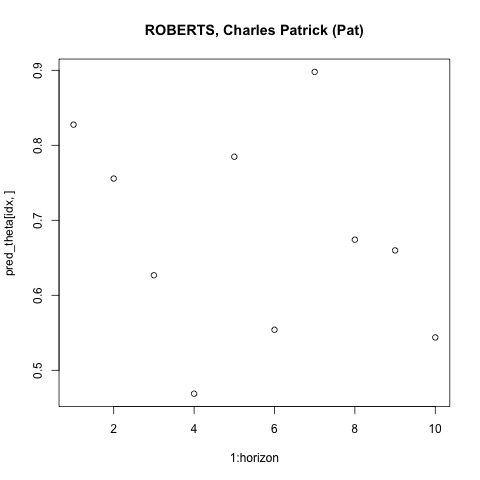 ROBERTS, Charles Patrick (Pat)
pred_theta[idx, ]
0.9
0.8
0.7
0.6
0.5
2 4 6 8 10
1:horizon